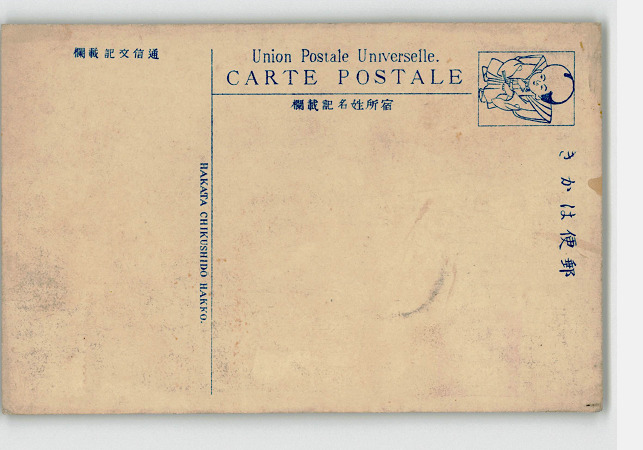 通信文記載欄
Union Postale Universelle.
CARTE POSTALE
宿所姓名記載欄
郵便はかき
HAKATA CHIKUSHIDO HAKKO.